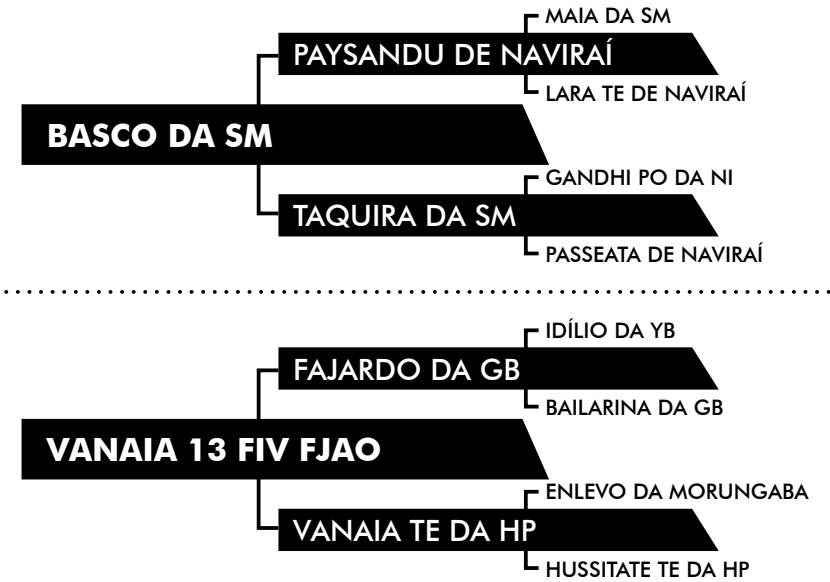 MAIA DA SM
PAYSANDU DE NAVIRAÍ
LARA TE DE NAVIRAÍ
BASCO DA SM
GANDHI PO DA NI
TAQUIRA DA SM
PASSEATA DE NAVIRAÍ
IDÍLIO DA YB
FAJARDO DA GB
BAILARINA DA GB
VANAIA 13 FIV FJAO
ENLEVO DA MORUNGABA
VANAIA TE DA HP
HUSSITATE TE DA HP